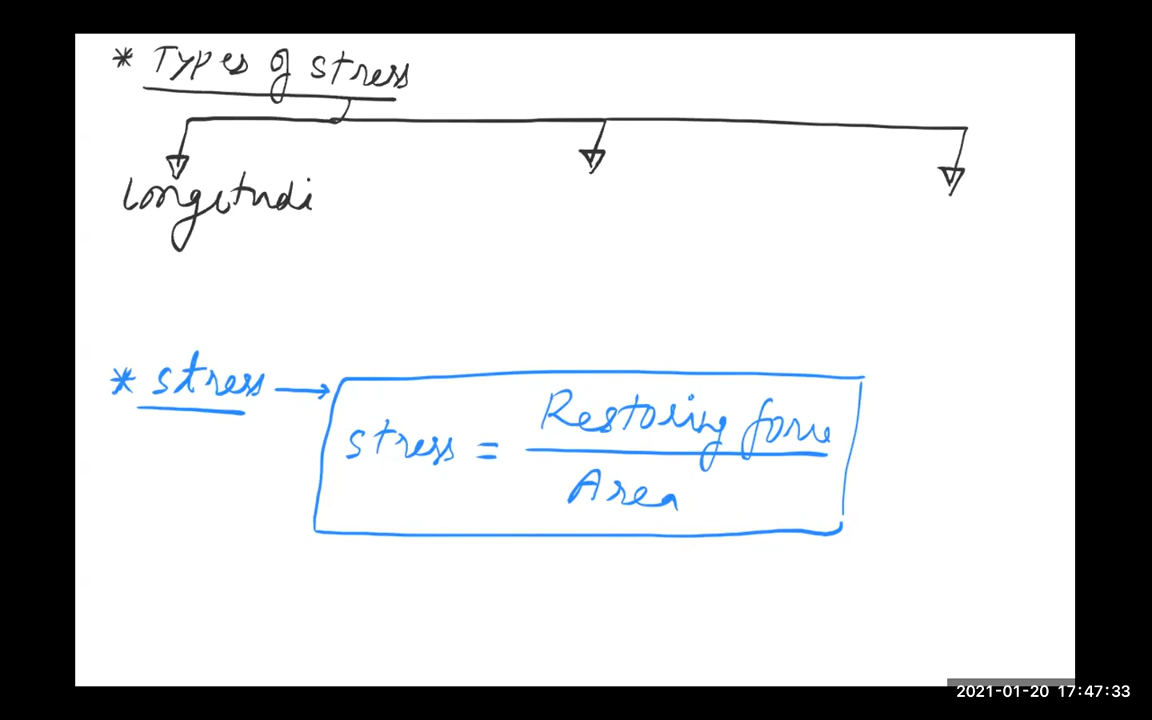 * Types of stress
Longitudi
* stress → stress = Restoring force
Area
2021-01-20 17:47:33